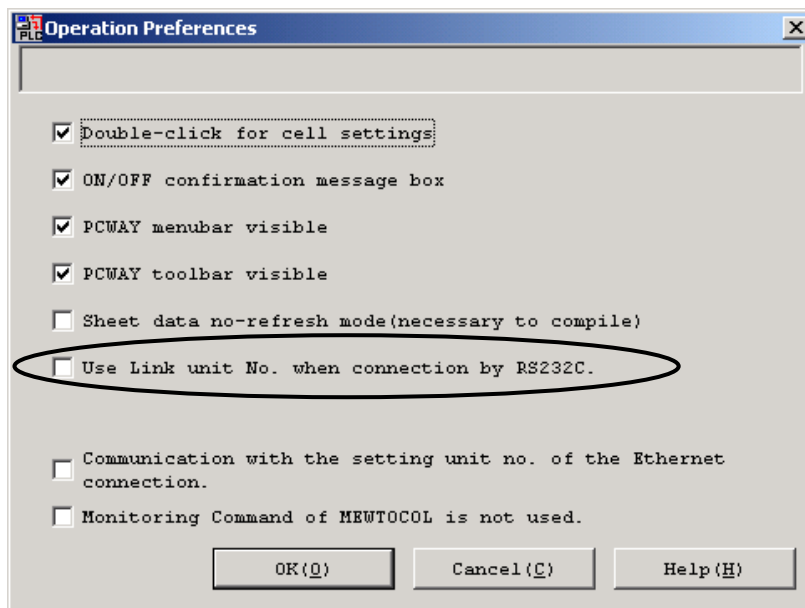 PLC
Operation Preferences
Double-click for cell settings
ON/OFF confirmation message box
PCWAY menubar visible
PCWAY toolbar visible
Sheet data no-refresh mode(necessary to compile)
Use Link unit No. when connection by RS232C.
Communication with the setting unit no. of the Ethernet
connection.
Monitoring Command of MEWTOCOL is not used.
OK(O) Cancel(C) Help(H)